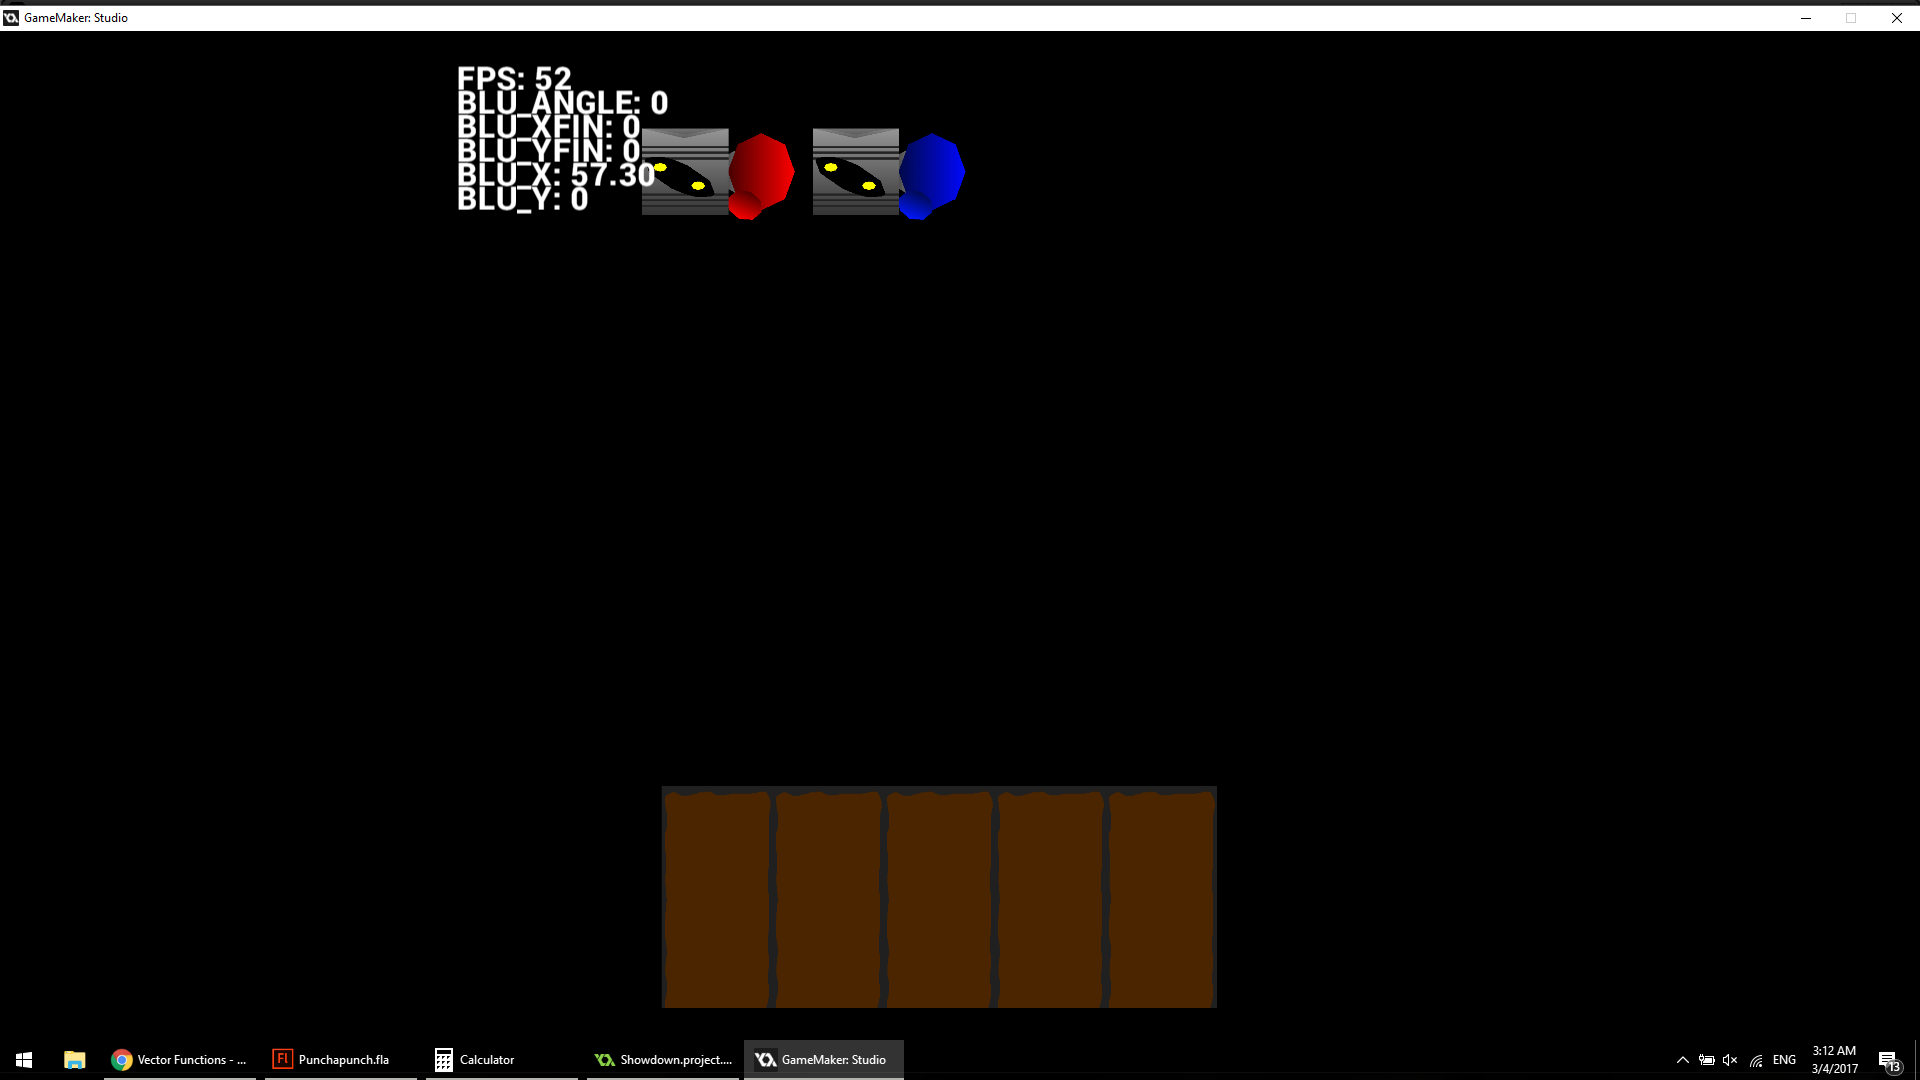 GameMaker: Studio
FPS: 52
BLU_ANGLE: 0
BLU_XFIN: 0
BLU_YFIN: 0
BLU_X: 57.30
BLU_Y: 0
Vector Functions - ...
Fl
Punchapunch.fla
Calculator
Showdown.project....
GameMaker: Studio
ENG
3:12 AM
3/4/2017
13